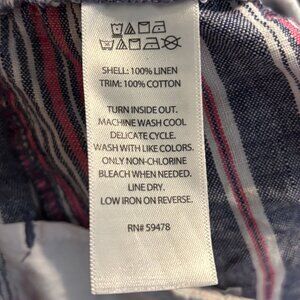 SHELL: 100% LINEN
TRIM: 100% COTTON
TURN INSIDE OUT.
MACHINE WASH COOL
DELICATE CYCLE.
WASH WITH LIKE COLORS.
ONLY NON-CHLORINE
BLEACH WHEN NEEDED.
LINE DRY.
LOW IRON ON REVERSE.
RN# 59478